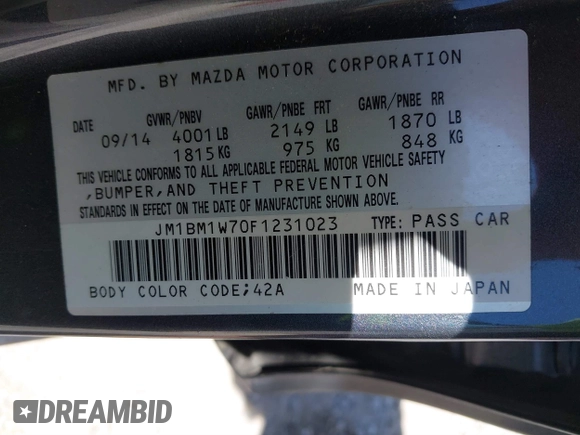 MFD. BY MAZDA MOTOR CORPORATION
DATE GVWR/PNBV GAWR/PNBE FRT GAWR/PNBE RR
09/14 4001 LB 2149 LB 1870 LB
1815 KG 975 KG 848 KG
THIS VEHICLE CONFORMS TO ALL APPLICABLE FEDERAL MOTOR VEHICLE SAFETY
,BUMPER,AND THEFT PREVENTION
STANDARDS IN EFFECT ON THE DATE OF MANUFACTURE SHOWN ABOVE.
JM1BM1W70F1231023 TYPE: PASS CAR
BODY COLOR CODE;42A MADE IN JAPAN
DREAMBID